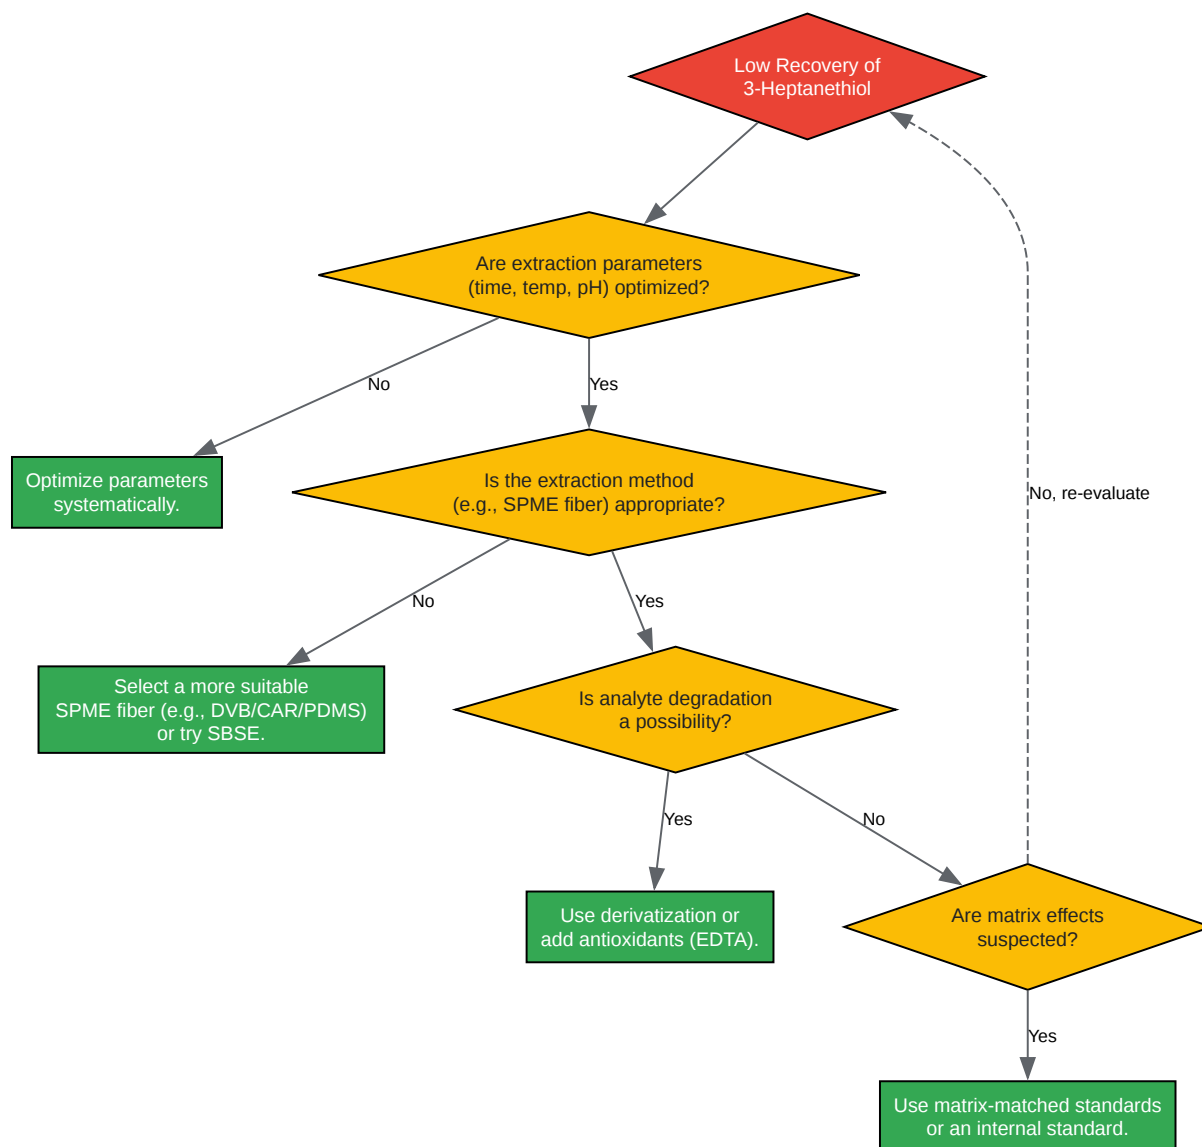 Low Recovery of
3-Heptanethiol
Are extraction parameters
(time, temp, pH) optimized?
No
Yes
Optimize parameters
systematically.
Is the extraction method
(e.g., SPME fiber) appropriate?
No, re-evaluate
No
Yes
Select a more suitable
SPME fiber (e.g., DVB/CAR/PDMS)
or try SBSE.
Is analyte degradation
a possibility?
Yes
No
Use derivatization or
add antioxidants (EDTA).
Are matrix effects
suspected?
Yes
Use matrix-matched standards
or an internal standard.